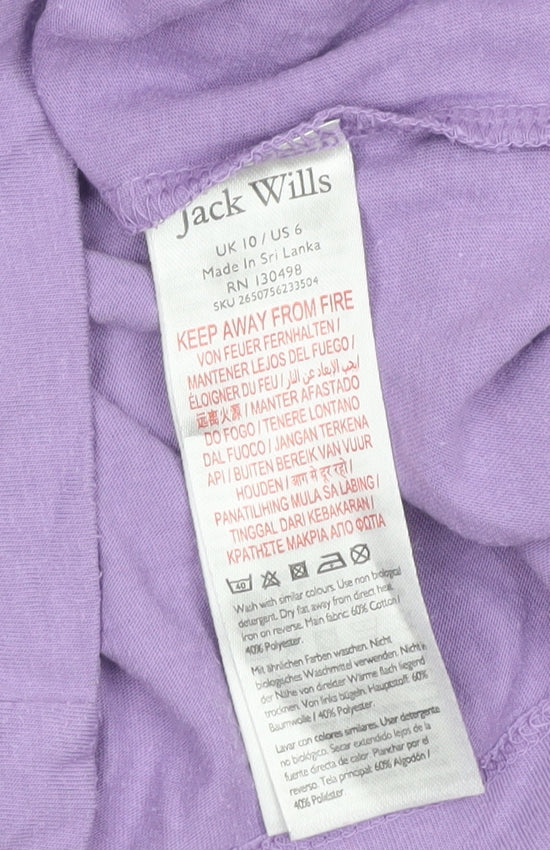 Jack Wills
UK 10 / US 6
Made In Sri Lanka
RN 130498
SKU 2650756233504
KEEP AWAY FROM FIRE
VON FEUER FERNHALTEN /
MANTENER LEJOS DEL FUEGO /
ÉLOIGNER DU FEU / يجب الابعاد عن النار /
远离火源 / MANTER AFASTADO
DO FOGO / TENERE LONTANO
DAL FUOCO / JANGAN TERKENA
API / BUITEN BEREIK VAN VUUR
HOUDEN / आग से दूर रहो /
PANATILIHING MULA SA LABING /
TINGGAL DARI KEBAKARAN /
ΚΡΑΤΗΣΤΕ ΜΑΚΡΙΑ ΑΠΟ ΦΩΤΙΑ
40
Wash with similar colours. Use non biological
detergent. Dry flat away from direct heat.
Iron on reverse. Main fabric: 60% Cotton /
40% Polyester.
Mit ähnlichen Farben waschen. Nicht
biologisches Waschmittel verwenden. Nicht in
der Nähe von direkter Wärme flach liegend
trocknen. Von links bügeln. Hauptstoff: 60%
Baumwolle / 40% Polyester.
Lavar con colores similares. Usar detergente
no biológico. Secar extendido lejos de la
fuente directa de calor. Planchar por el
reverso. Tela principal: 60% Algodón /
40% Poliéster.